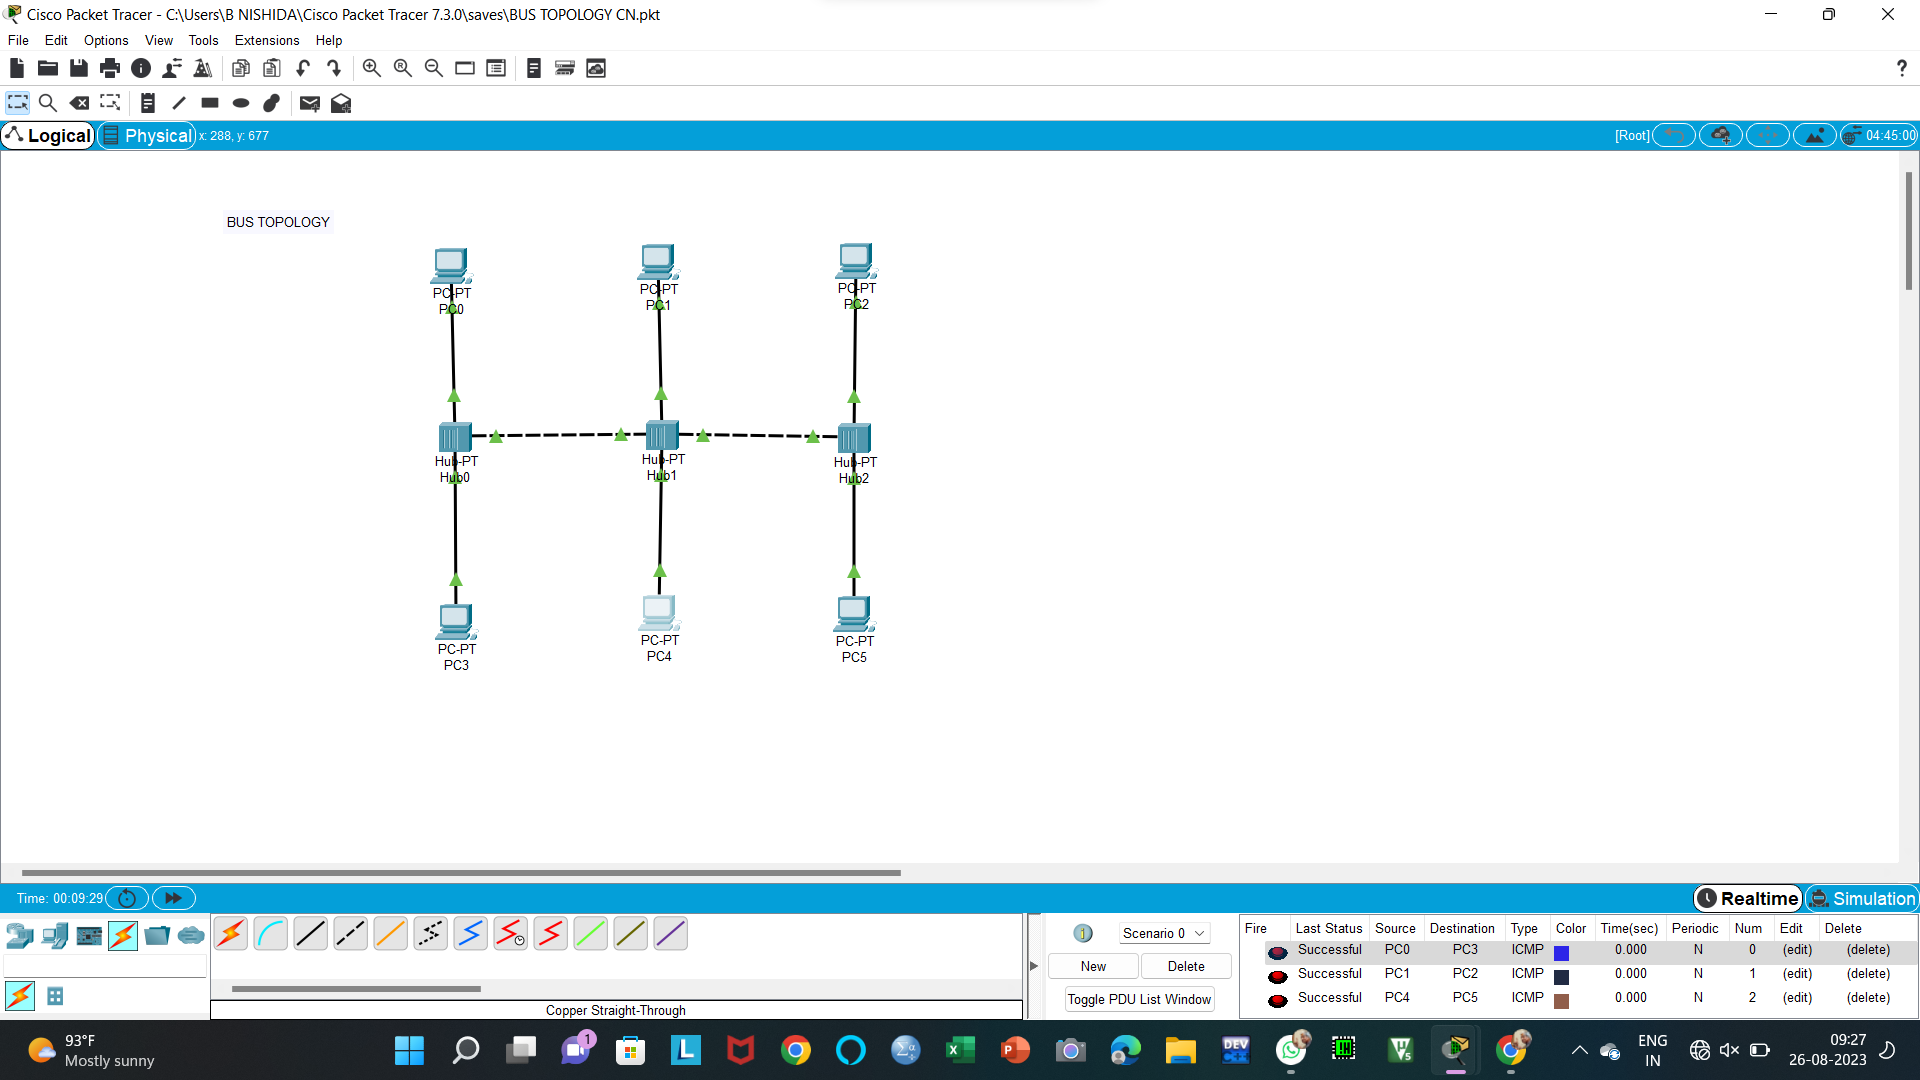 Cisco Packet Tracer - C:\Users\B NISHIDA\Cisco Packet Tracer 7.3.0\saves\BUS TOPOLOGY CN.pkt
File Edit Options View Tools Extensions Help
?
Logical Physical x: 288, y: 677 [Root] 04:45:00
BUS TOPOLOGY
PC-PT PC-PT PC-PT
PC0 PC1 PC2
Hub-PT Hub-PT Hub-PT
Hub0 Hub1 Hub2
PC-PT PC-PT PC-PT
PC3 PC4 PC5
Time: 00:09:29 Realtime Simulation
Scenario 0
New Delete
Toggle PDU List Window
Copper Straight-Through
Fire Last Status Source Destination Type Color Time(sec) Periodic Num Edit Delete
Successful PC0 PC3 ICMP 0.000 N 0 (edit) (delete)
Successful PC1 PC2 ICMP 0.000 N 1 (edit) (delete)
Successful PC4 PC5 ICMP 0.000 N 2 (edit) (delete)
93°F
Mostly sunny
1
L
DEV
C++
ENG
IN
09:27
26-08-2023